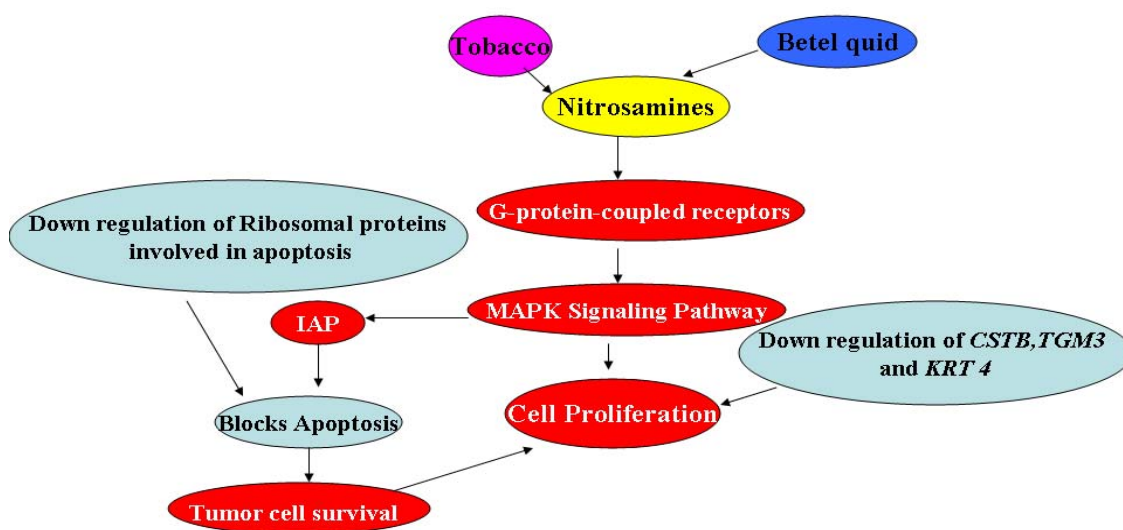 Tobacco
Betel quid
Nitrosamines
G-protein-coupled receptors
Down regulation of Ribosomal proteins
involved in apoptosis
MAPK Signaling Pathway
IAP
Down regulation of CSTB,TGM3
and KRT 4
Cell Proliferation
Blocks Apoptosis
Tumor cell survival